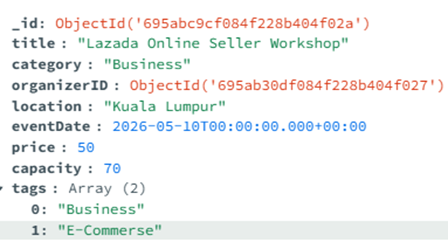 _id: ObjectId('695abc9cf084f228b404f02a')
title : "Lazada Online Seller Workshop"
category : "Business"
organizerID : ObjectId('695ab30df084f228b404f027')
location : "Kuala Lumpur"
eventDate : 2026-05-10T00:00:00.000+00:00
price : 50
capacity : 70
tags : Array (2)
0: "Business"
1: "E-Commerse"